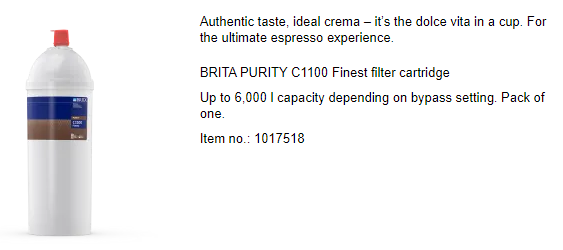 Authentic taste, ideal crema – it's the dolce vita in a cup. For
the ultimate espresso experience.
BRITA PURITY C1100 Finest filter cartridge
Up to 6,000 l capacity depending on bypass setting. Pack of
one.
Item no.: 1017518